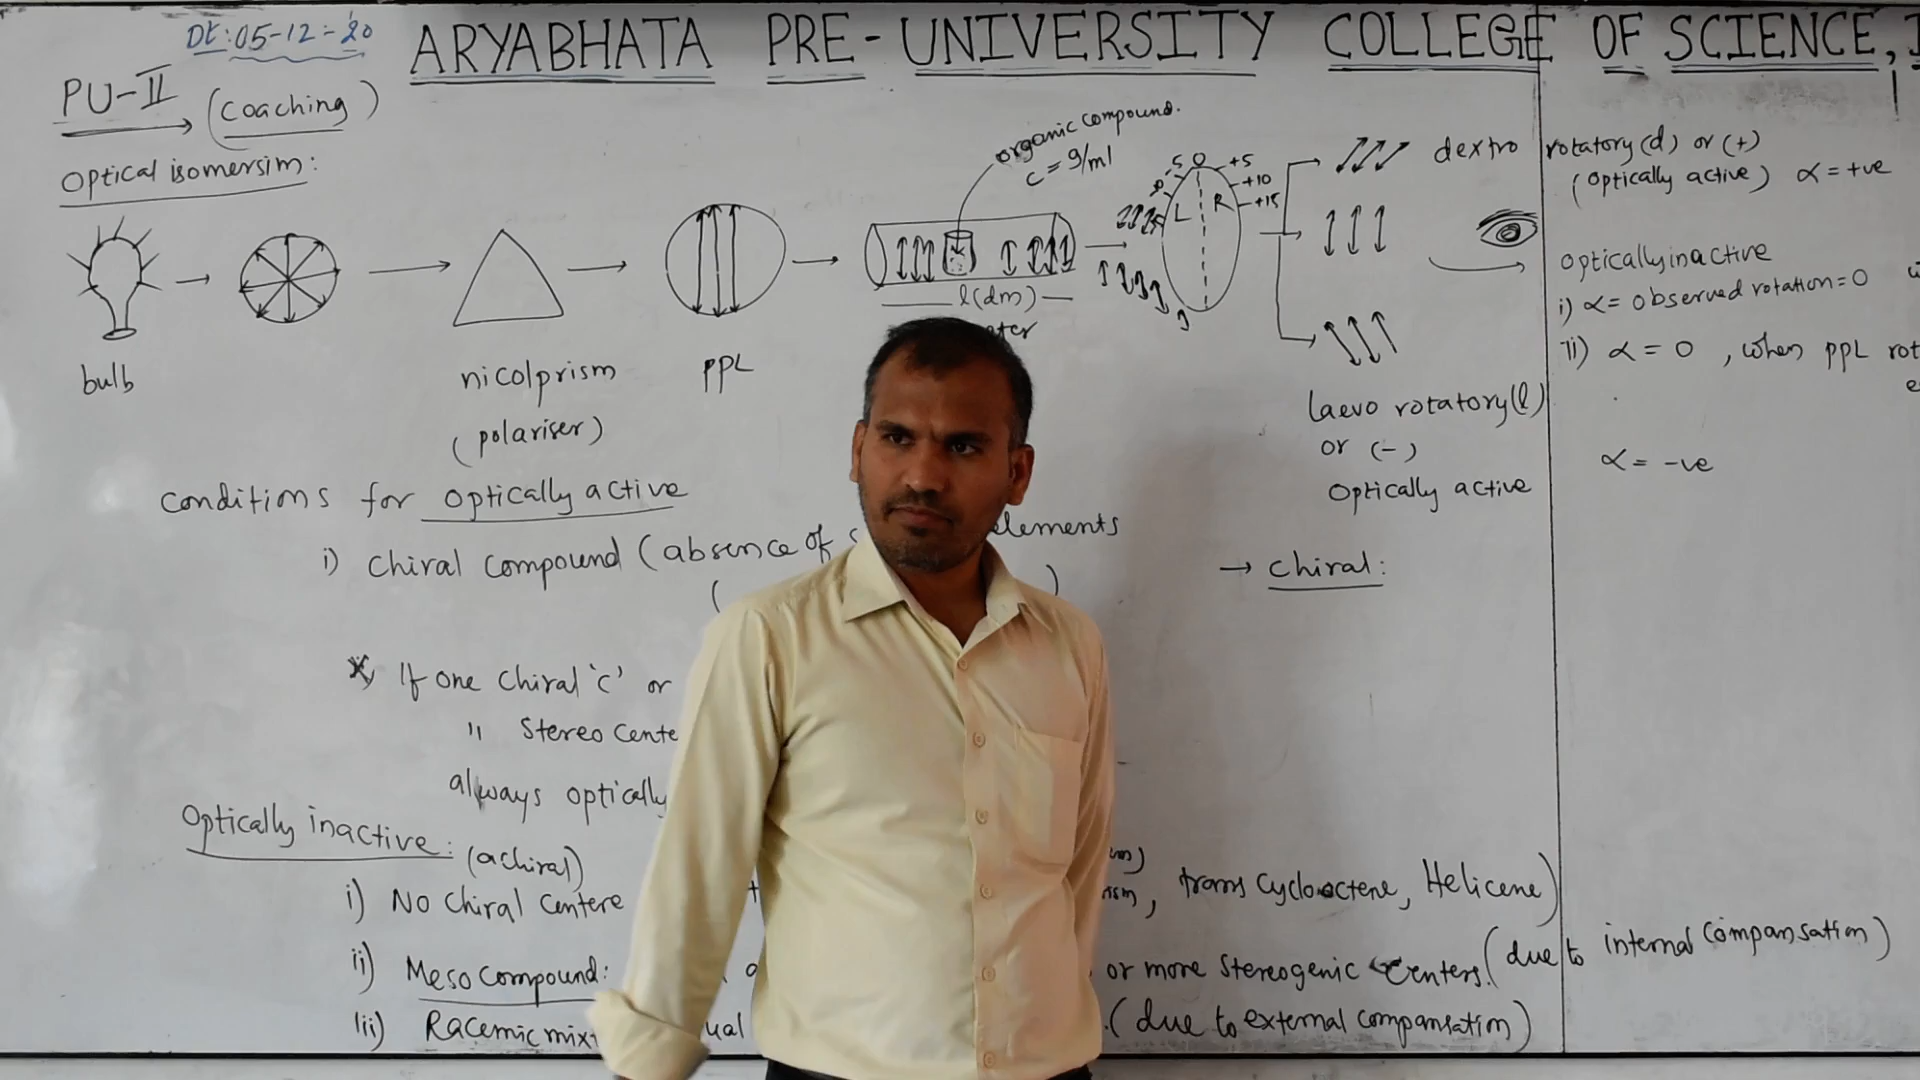 Dt: 05-12-20
ARYABHATA PRE-UNIVERSITY COLLEGE OF SCIENCE,
PU-II (Coaching)
Optical isomersim:
organic compound.
c = g/ml
-5 0 +5
+10
+15
L R
dextro rotatory (d) or (+)
(optically active) α = +ve
optically inactive
i) α = observed rotation = 0
ii) α = 0 , when ppl rot
l(dm)
bulb
nicolprism
(polariser)
PPL
Laevo rotatory (l)
or (-)
optically active
α = -ve
Conditions for optically active
i) Chiral compound (absence of elements
→ Chiral:
* If one chiral 'c' or
" Stereo Cente
always optically
Optically inactive: (achiral)
i) No chiral Centere
trans Cyclooctene, Helicene)
ii) Meso compound: or more stereogenic Centers. (due to internal Compansation)
iii) Racemic mixt ual (due to external compansation)